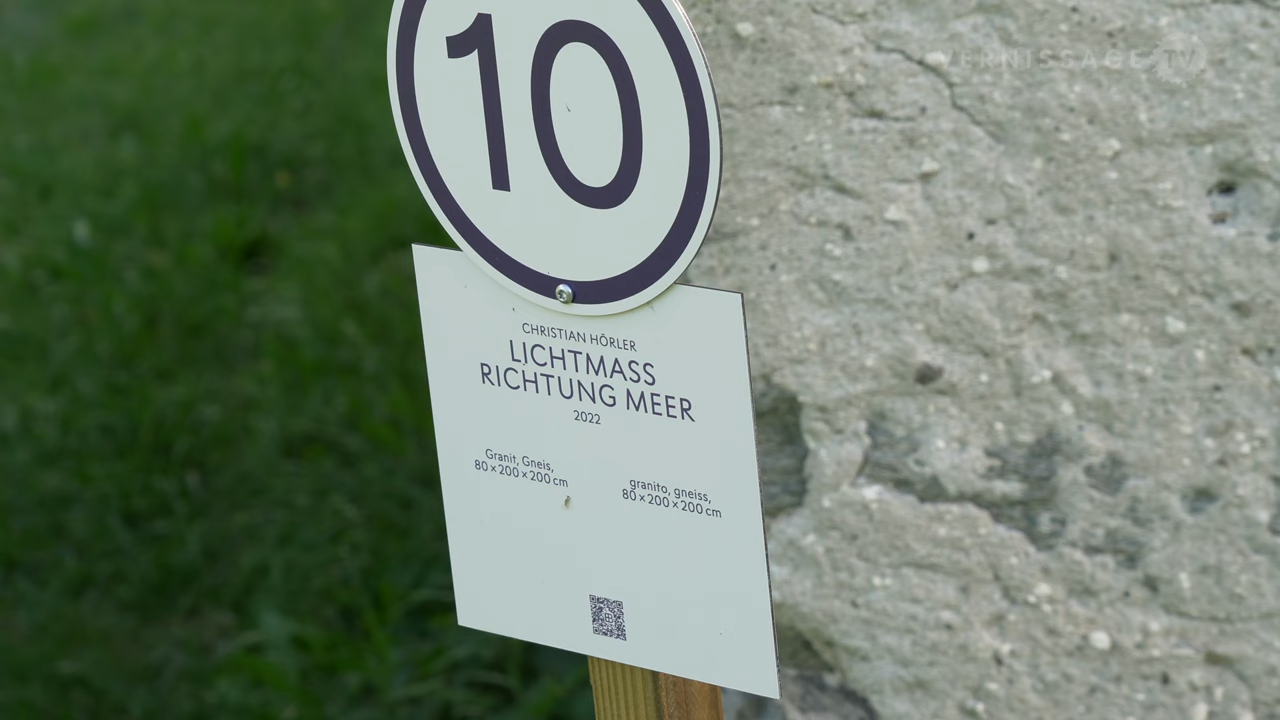 VERNISSAGE TV
10
CHRISTIAN HÖRLER
LICHTMASS
RICHTUNG MEER
2022
Granit, Gneis,
80 × 200 × 200 cm
granito, gneiss,
80 × 200 × 200 cm